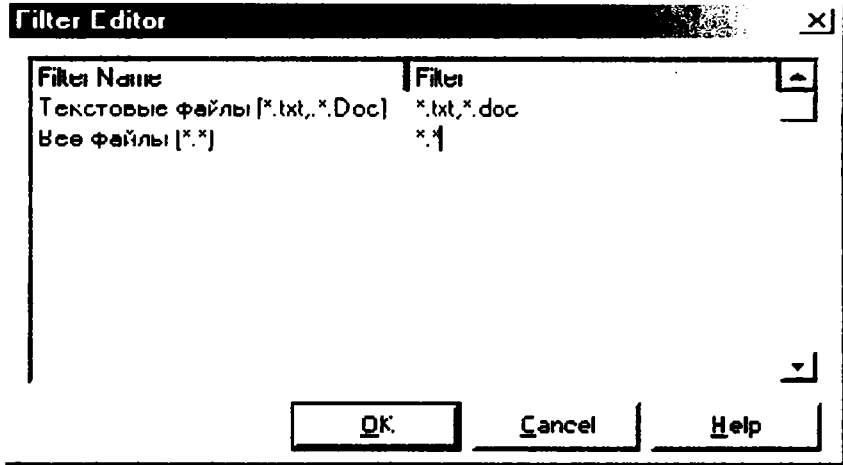 Filter Editor
Filter Name Filter
Текстовые файлы (*.txt,.*.Doc) *.txt,*.doc
Все файлы (*.*) *.*
OK Cancel Help